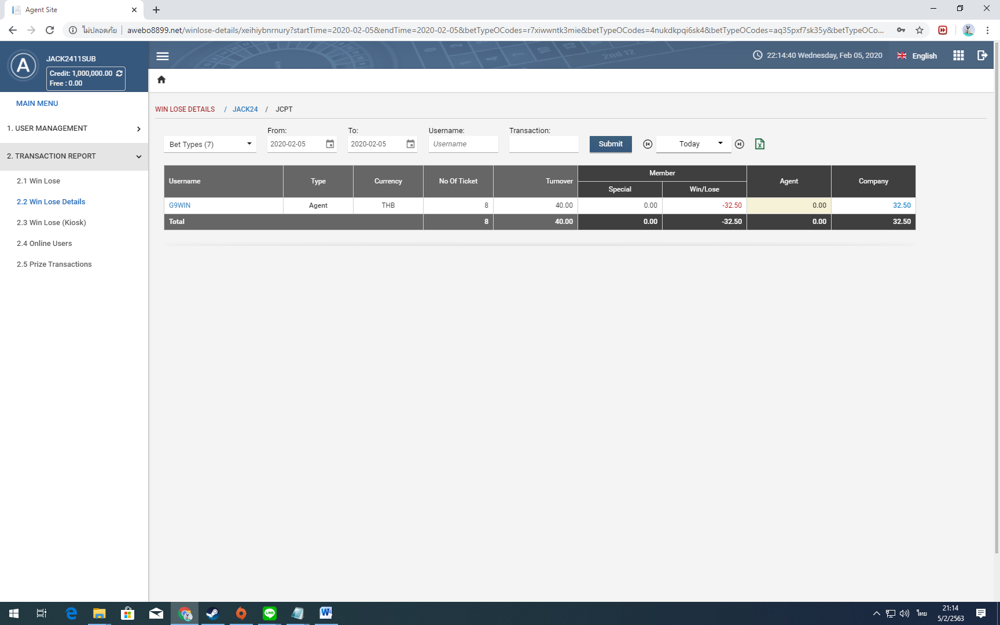 Agent Site
ไม่ปลอดภัย awebo8899.net/winlose-details/xeihiybnrnury?startTime=2020-02-05&endTime=2020-02-05&betTypeOCodes=r7xiwwntk3mie&betTypeOCodes=4nukdkpqi6sk4&betTypeOCodes=aq35pxf7sk35y&betTypeOCo...
A
JACK2411SUB
Credit: 1,000,000.00
Free : 0.00
22:14:40 Wednesday, Feb 05, 2020 English
MAIN MENU
1. USER MANAGEMENT
2. TRANSACTION REPORT
2.1 Win Lose
2.2 Win Lose Details
2.3 Win Lose (Kiosk)
2.4 Online Users
2.5 Prize Transactions
WIN LOSE DETAILS / JACK24 / JCPT
From: To: Username: Transaction:
Bet Types (7) 2020-02-05 2020-02-05 Username Submit Today
Username Type Currency No Of Ticket Turnover Member Agent Company
Special Win/Lose
G9WIN Agent THB 8 40.00 0.00 -32.50 0.00 32.50
Total 8 40.00 0.00 -32.50 0.00 32.50
2nd 12
LINE
ไทย
21:14
5/2/2563